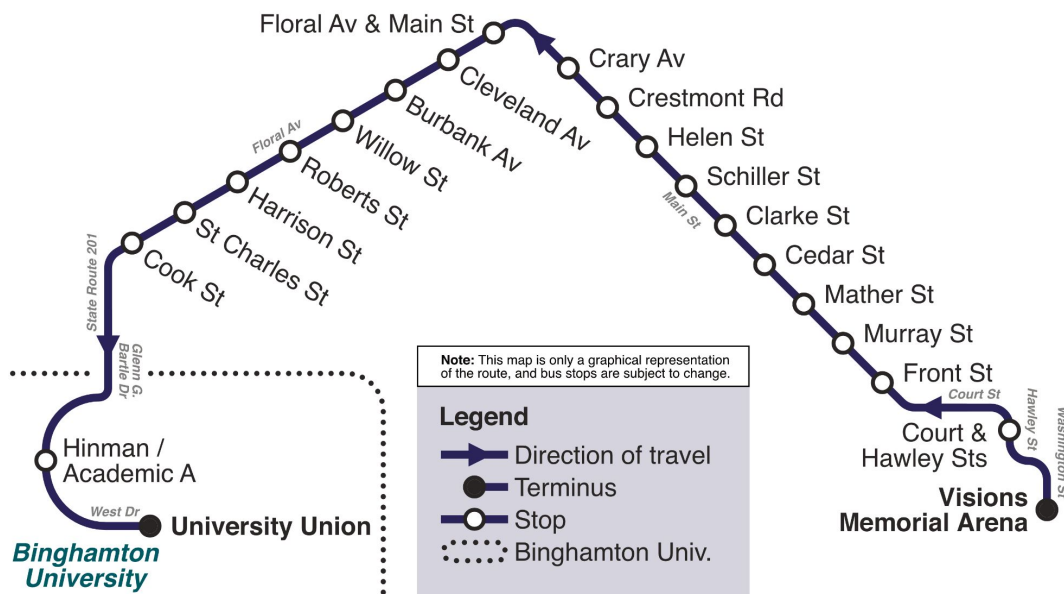 Floral Av & Main St
Cleveland Av
Burbank Av
Willow St
Roberts St
Harrison St
St Charles St
Cook St
Floral Av
State Route 201
Glenn G.
Bartle Dr
Hinman /
Academic A
West Dr
University Union
Binghamton
University
Crary Av
Crestmont Rd
Helen St
Schiller St
Main St
Clarke St
Cedar St
Mather St
Murray St
Front St
Court St
Hawley St
Washington St
Court &
Hawley Sts
Visions
Memorial Arena
Note: This map is only a graphical representation
of the route, and bus stops are subject to change.
Legend
Direction of travel
Terminus
Stop
Binghamton Univ.